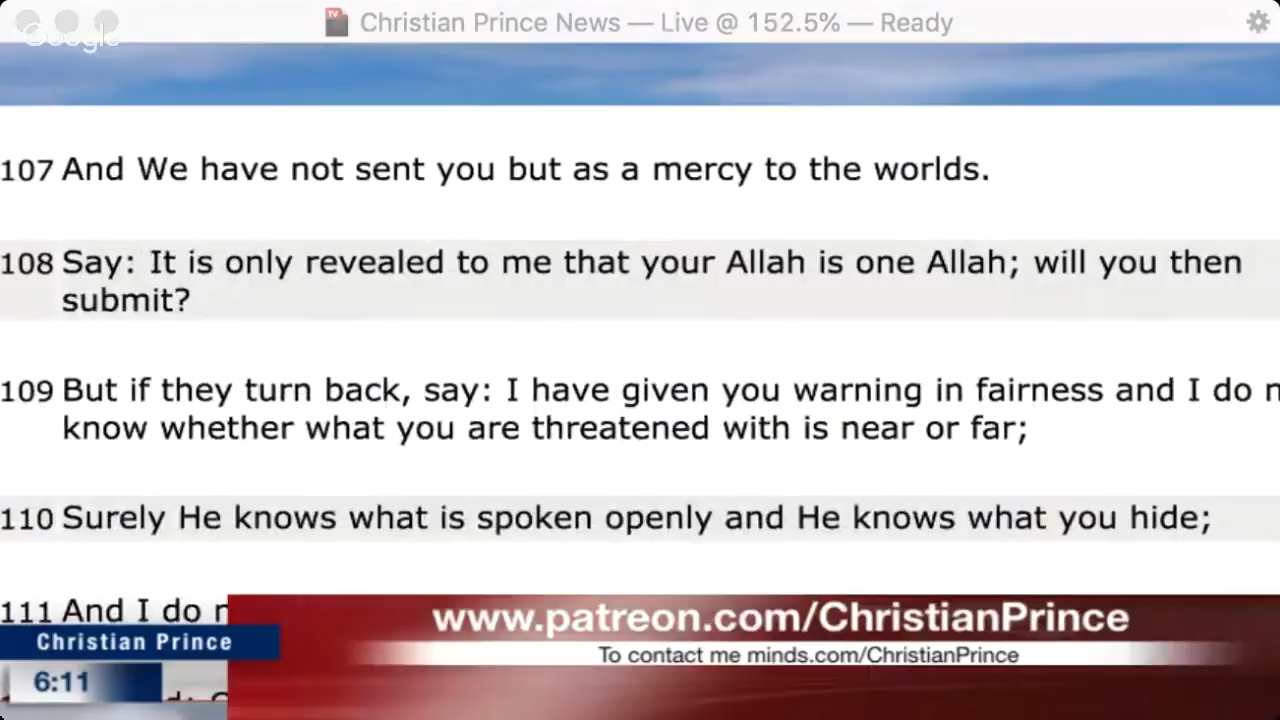 Christian Prince News — Live @ 152.5% — Ready
Google
107 And We have not sent you but as a mercy to the worlds.
108 Say: It is only revealed to me that your Allah is one Allah; will you then
submit?
109 But if they turn back, say: I have given you warning in fairness and I do
know whether what you are threatened with is near or far;
110 Surely He knows what is spoken openly and He knows what you hide;
111 And I do
www.patreon.com/ChristianPrince
To contact me minds.com/ChristianPrince
Christian Prince
6:11